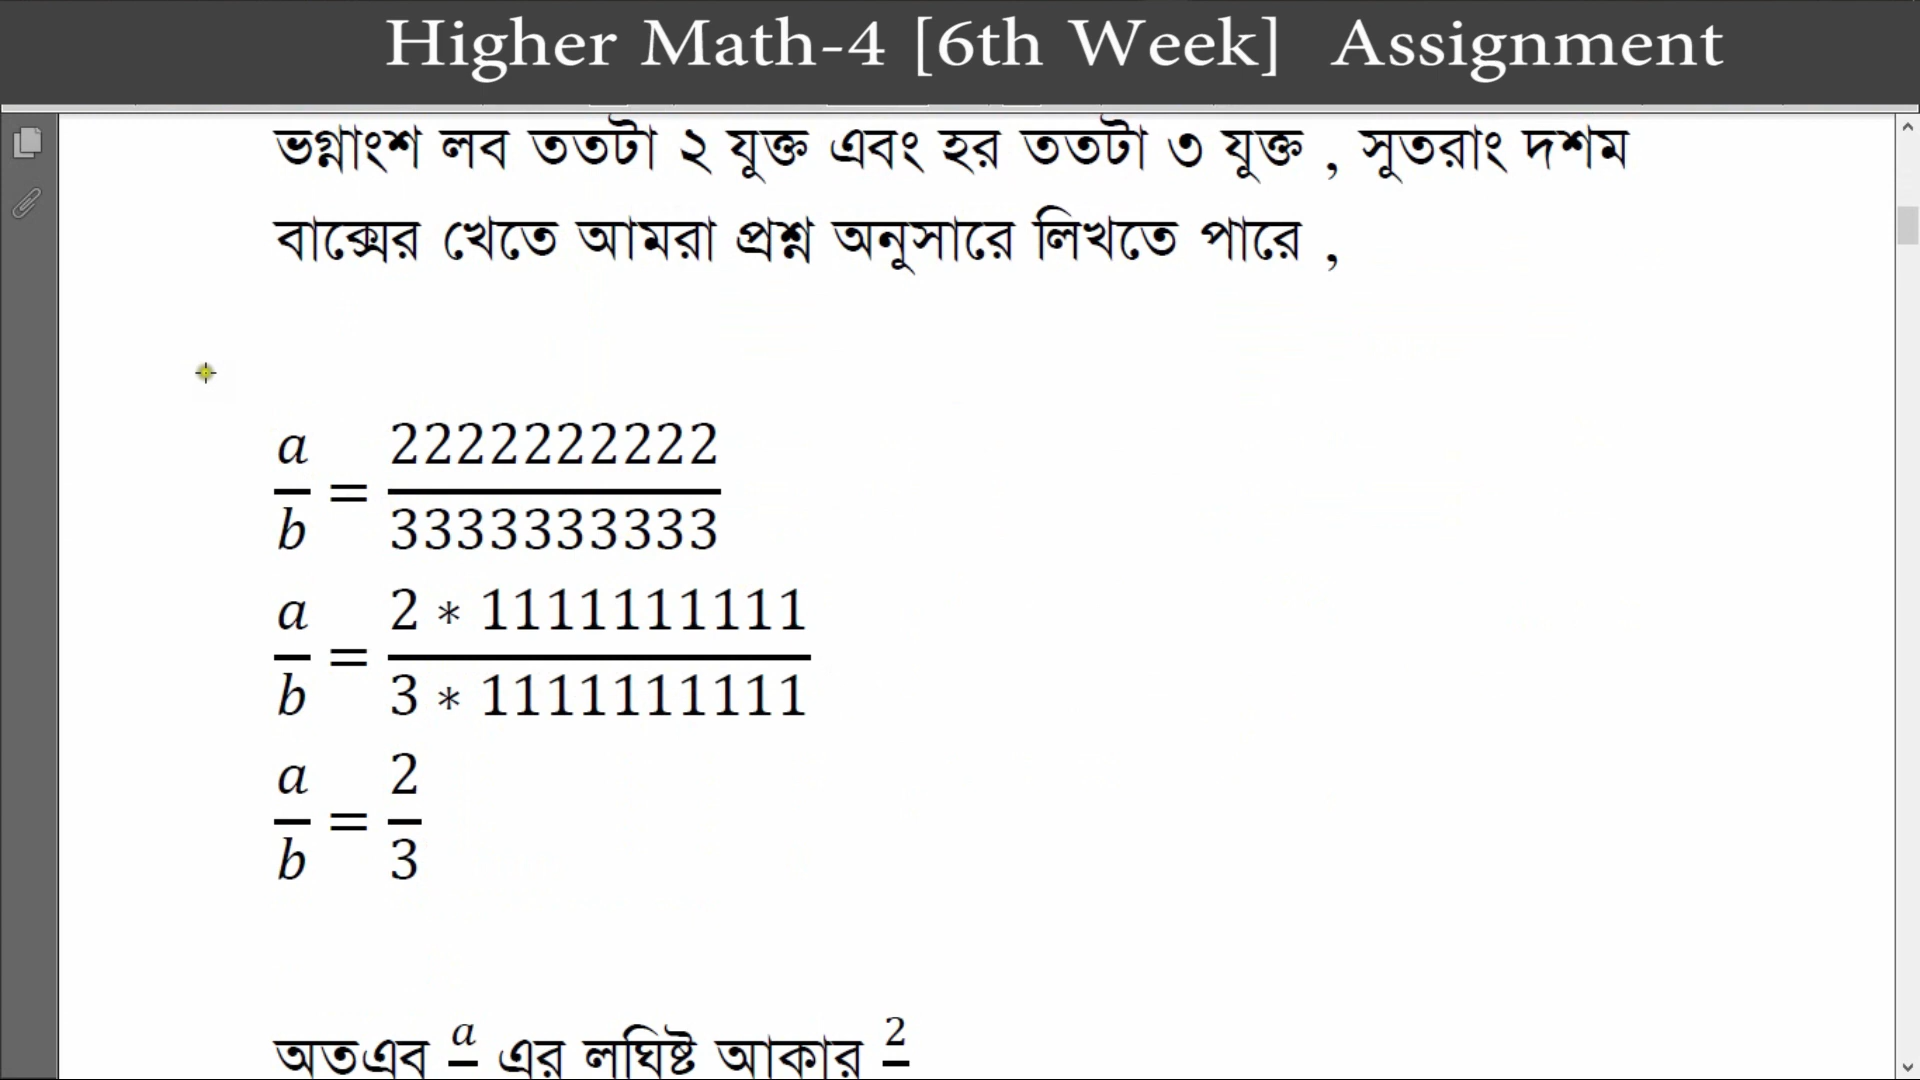 Higher Math-4 [6th Week] Assignment
ভগ্নাংশ লব ততটা ২ যুক্ত এবং হর ততটা ৩ যুক্ত , সুতরাং দশম
বাক্সের খেতে আমরা প্রশ্ন অনুসারে লিখতে পারে ,
a/b = 2222222222/3333333333
a/b = 2 * 1111111111/3 * 1111111111
a/b = 2/3
অতএব a এর লঘিষ্ট আকার 2